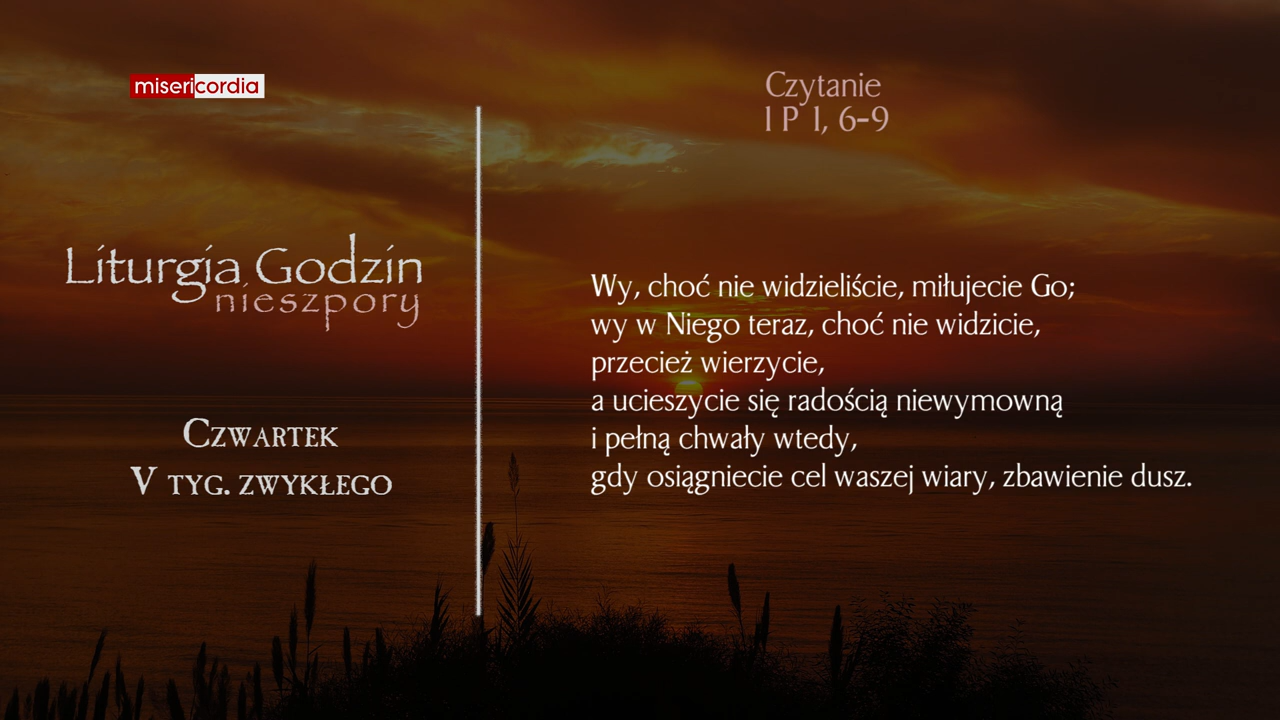 misericordia
Liturgia Godzin
nieszpory
Czwartek
V tyg. zwykłego
Czytanie
1 P 1, 6-9
Wy, choć nie widzieliście, miłujecie Go;
wy w Niego teraz, choć nie widzicie,
przecież wierzycie,
a ucieszycie się radością niewymowną
i pełną chwały wtedy,
gdy osiągniecie cel waszej wiary, zbawienie dusz.